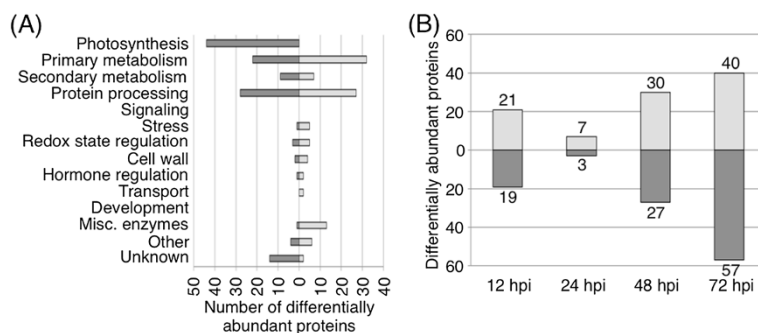 (A)
Photosynthesis
Primary metabolism
Secondary metabolism
Protein processing
Signaling
Stress
Redox state regulation
Cell wall
Hormone regulation
Transport
Development
Misc. enzymes
Other
Unknown
50 40 30 20 10 0 10 20 30 40
Number of differentially
abundant proteins
(B)
Differentially abundant proteins
60
40
20
0
20
40
60
21 7 30 40
19 3 27 57
12 hpi 24 hpi 48 hpi 72 hpi